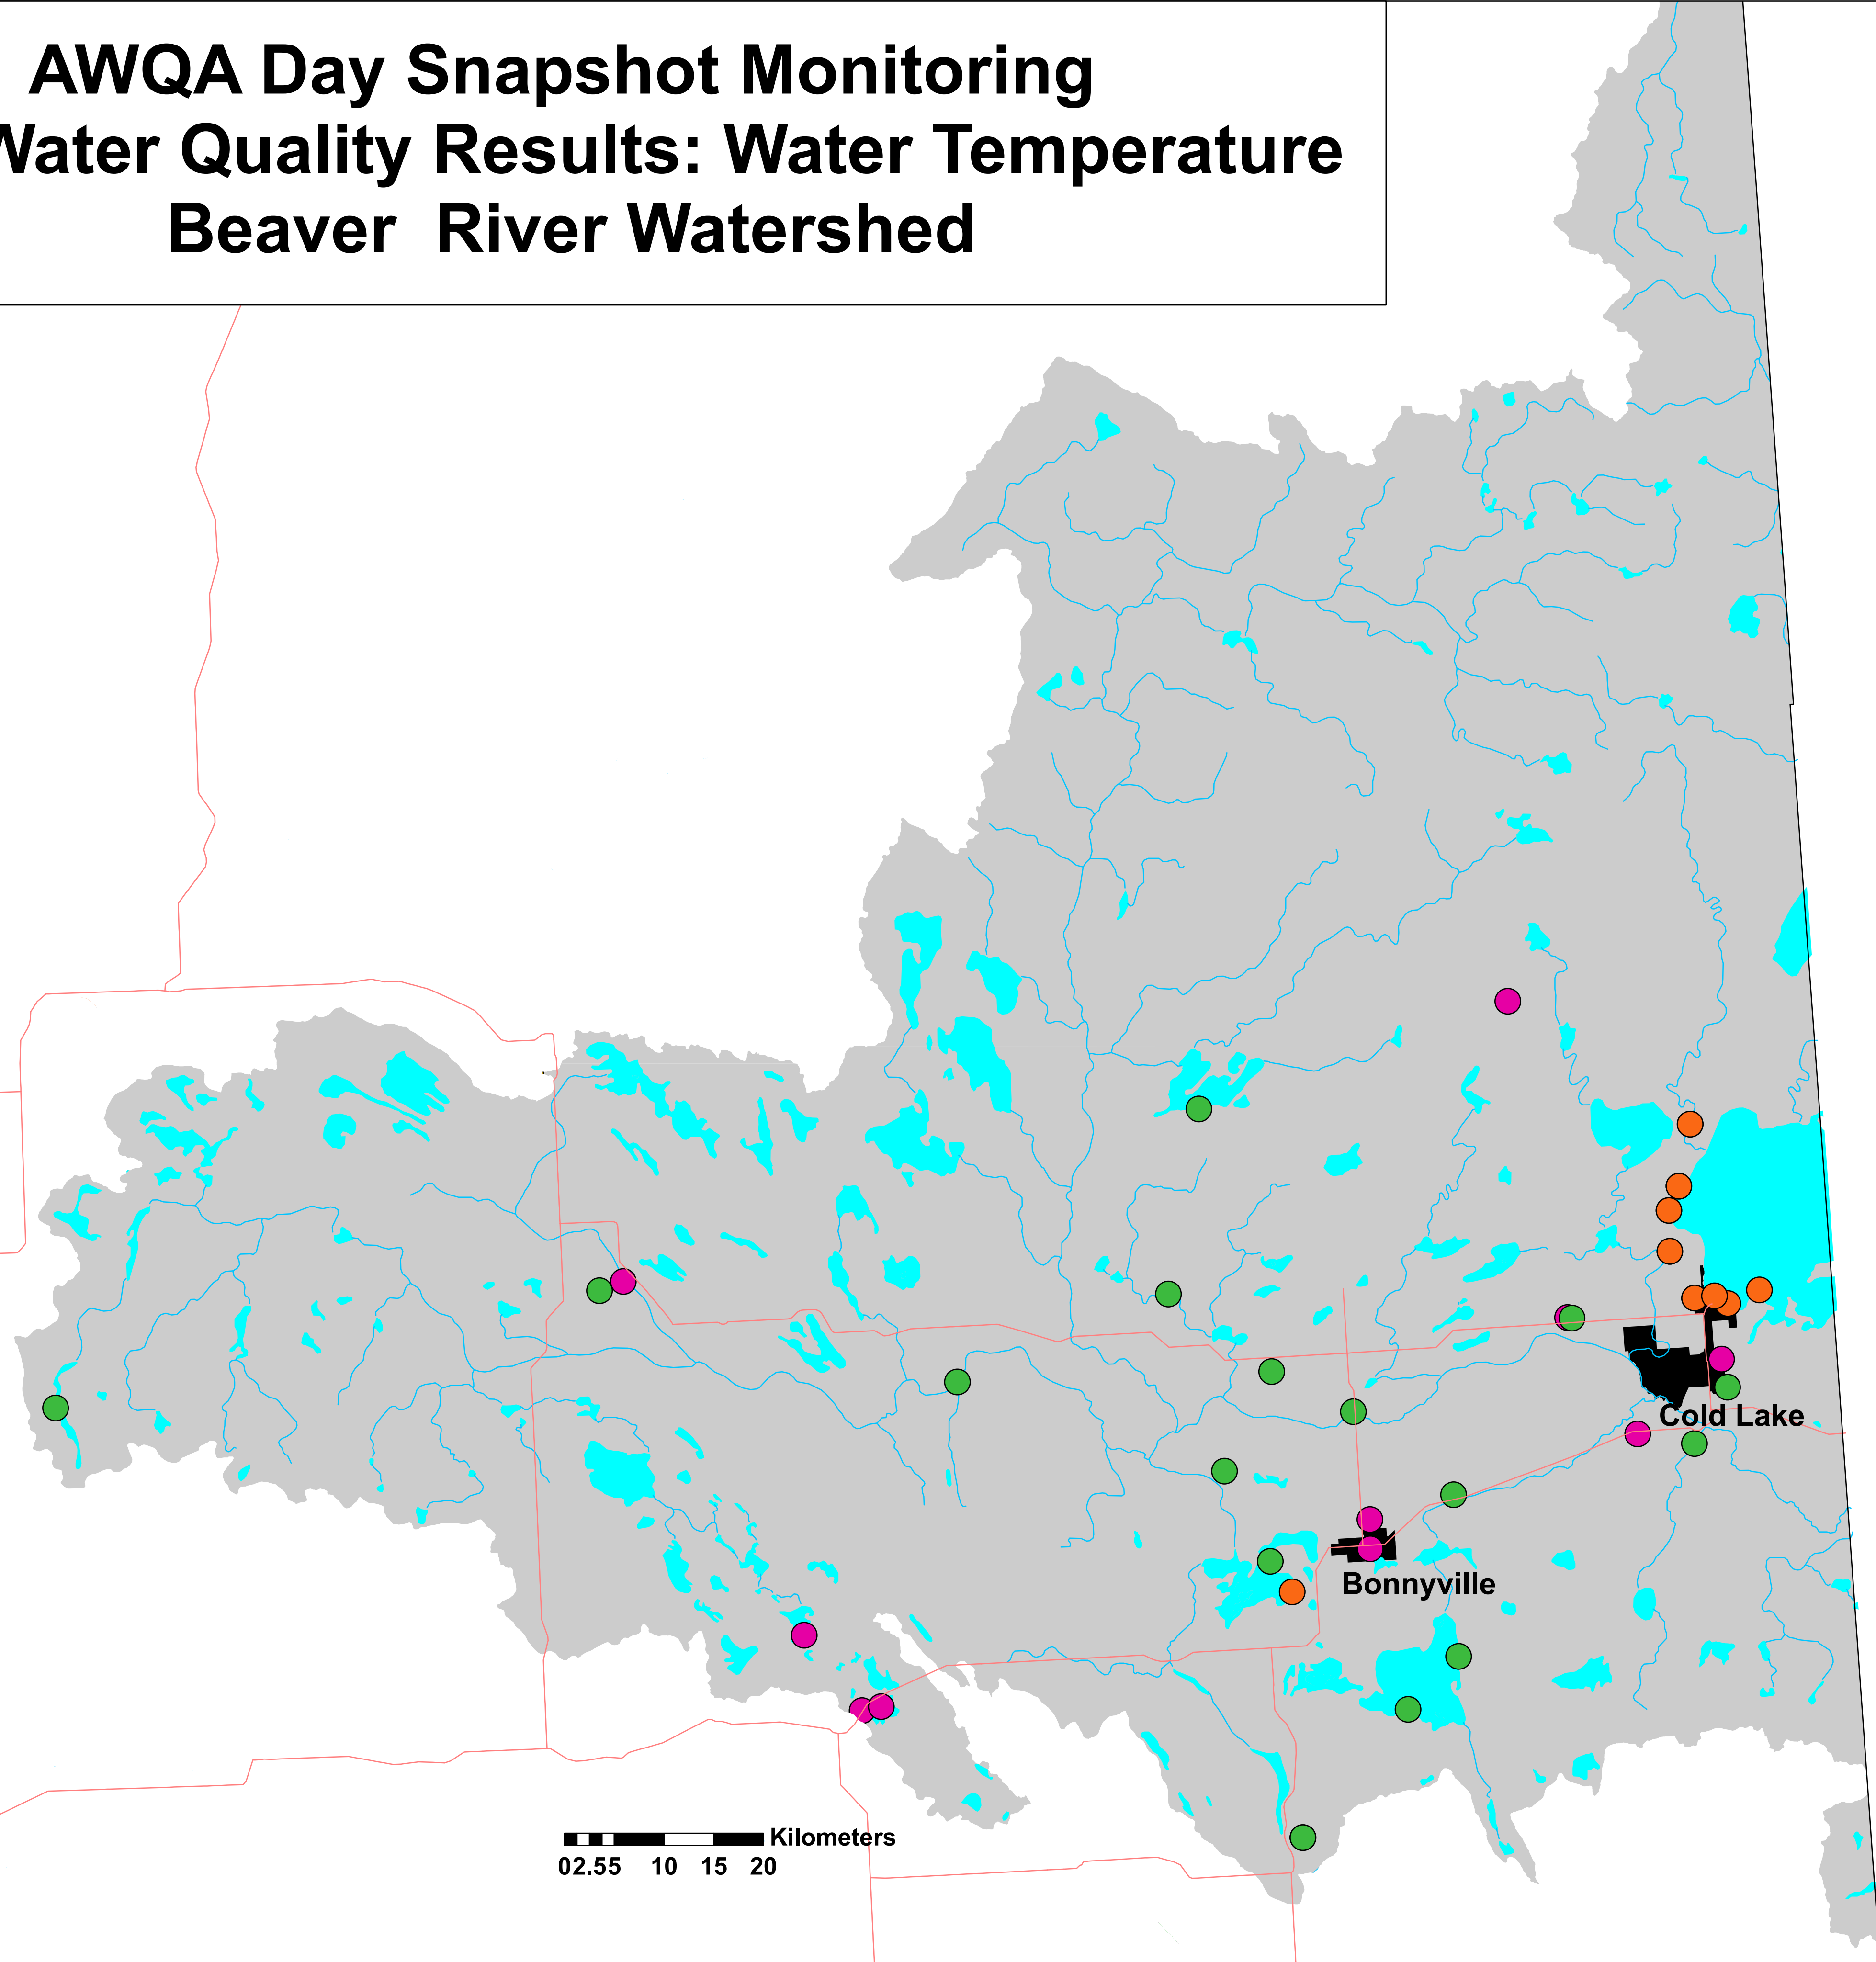 AWQA Day Snapshot Monitoring
Water Quality Results: Water Temperature
Beaver River Watershed
Cold Lake
Bonnyville
Kilometers
02.55 10 15 20